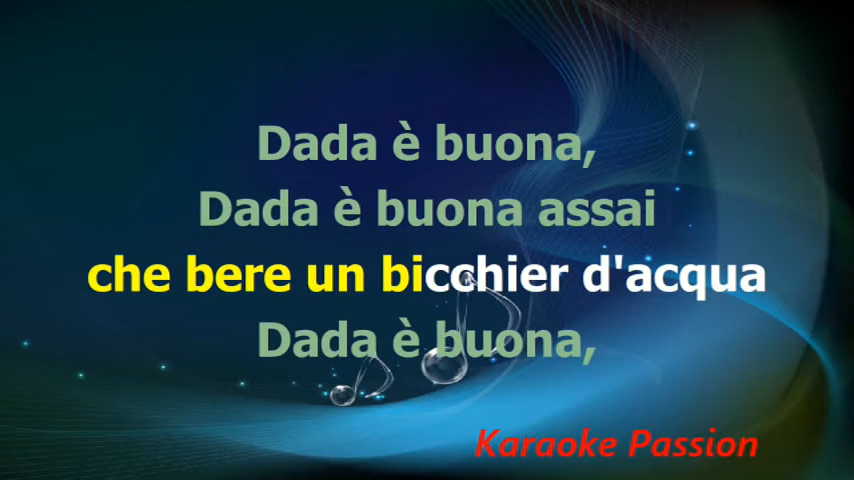 Dada è buona,
Dada è buona assai
che bere un bicchier d'acqua
Dada è buona,
Karaoke Passion